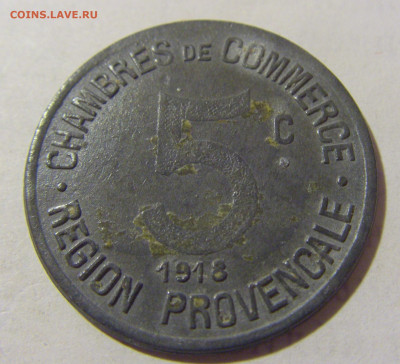 COINS.LAVE.RU
· CHAMBRES DE COMMERCE ·
5 C
1918
REGION PROVENCALE